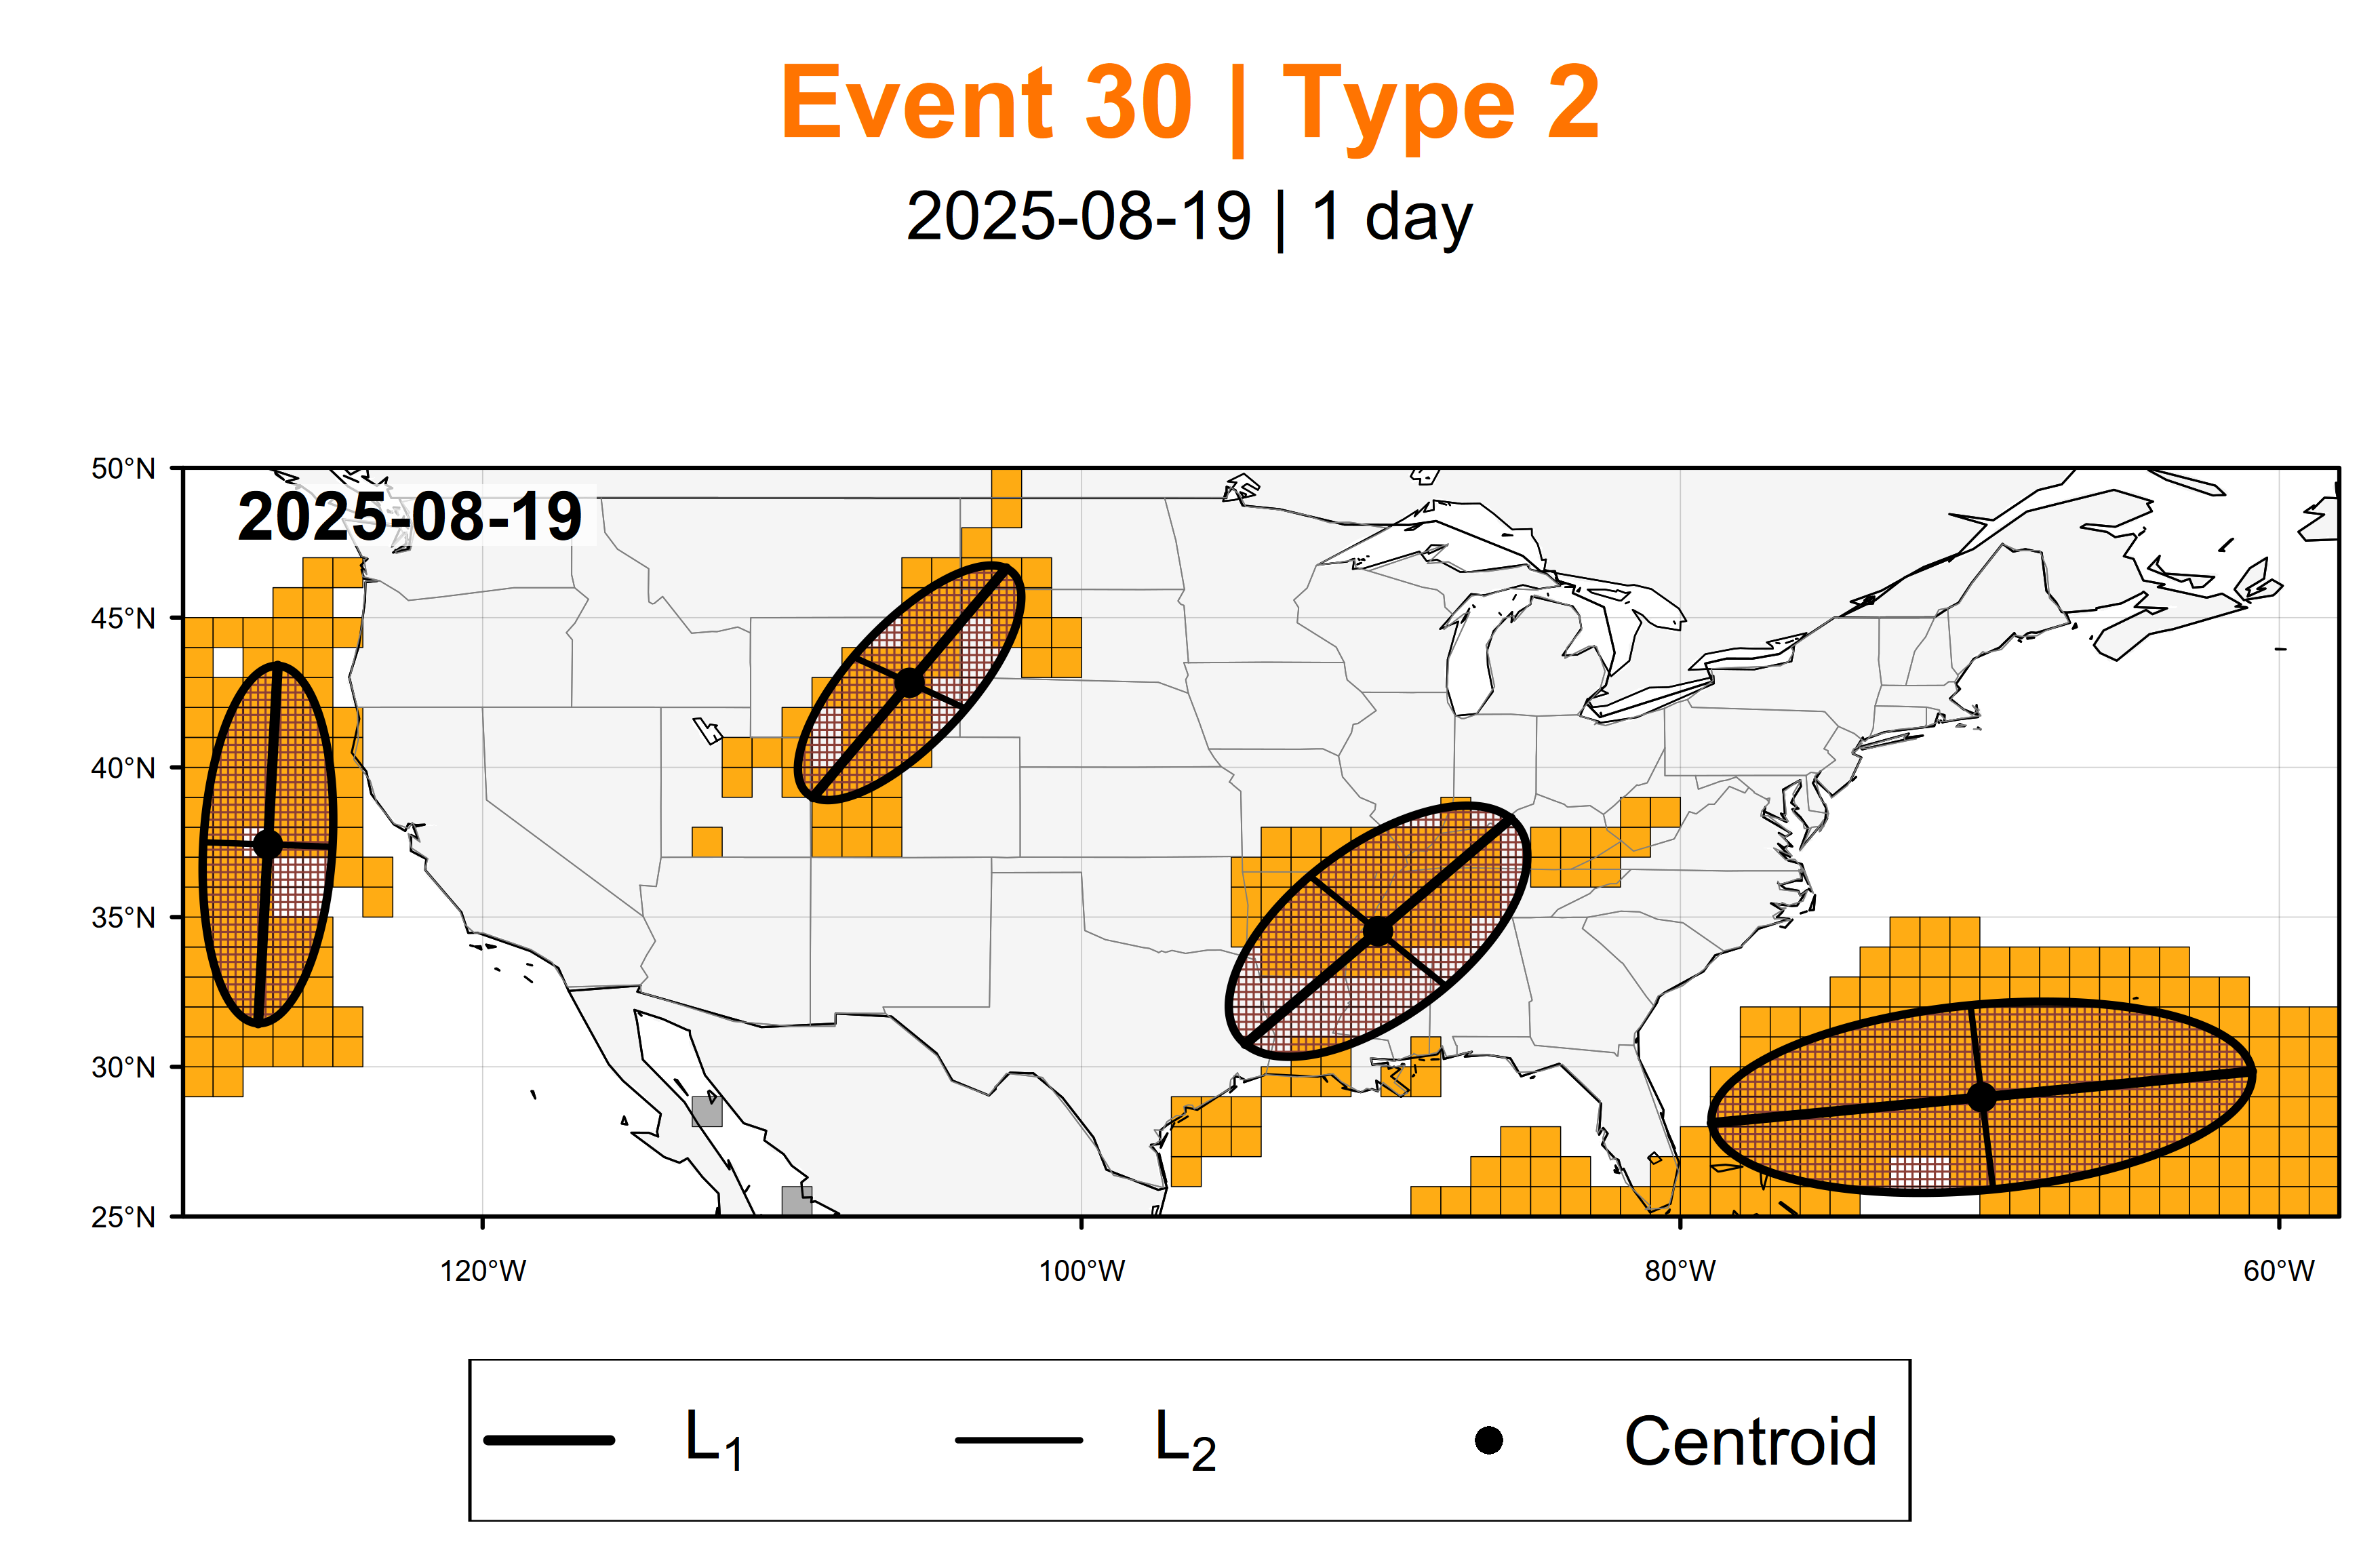 Event 30 | Type 2
2025-08-19 | 1 day
2025-08-19
50°N
45°N
40°N
35°N
30°N
25°N
120°W
100°W
80°W
60°W
L₁
L₂
Centroid